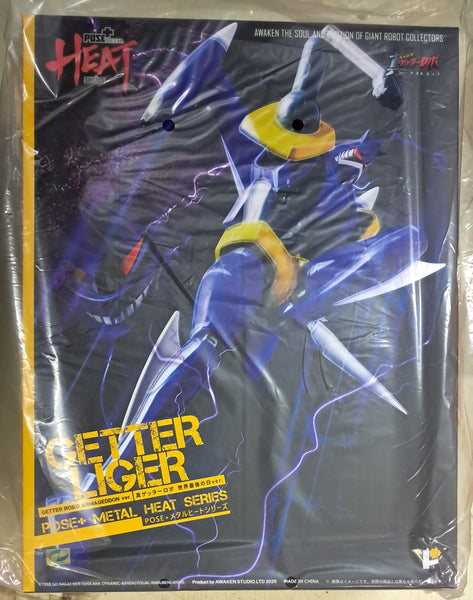 POSE+
METAL
HEAT
AWAKEN THE SOUL AND EMOTION OF GIANT ROBOT COLLECTORS
ゲッターロボ
GETTER
LIGER
GETTER ROBO ARMAGEDDON ver. 真ゲッターロボ 世界最後の日ver.
POSE+ METAL HEAT SERIES
POSE+メタルヒートシリーズ
Product by AWAKEN STUDIO LTD 2025 MADE IN CHINA